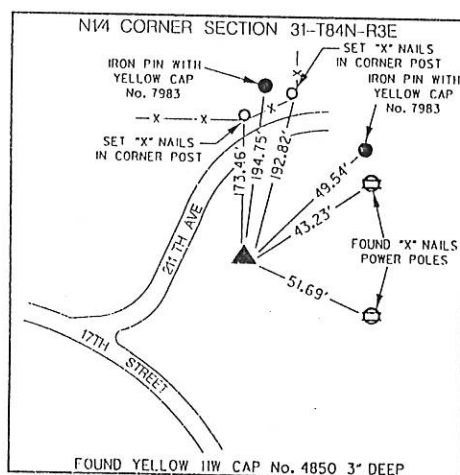 N1/4 CORNER SECTION 31-T84N-R3E
SET "X" NAILS
IN CORNER POST
IRON PIN WITH
YELLOW CAP
No. 7983
IRON PIN WITH
YELLOW CAP
No. 7983
X
X
X
X
SET "X" NAILS
IN CORNER POST
173.46'
194.75'
192.82'
49.54'
43.23'
51.69'
FOUND "X" NAILS
POWER POLES
211 TH AVE
17TH
STREET
FOUND YELLOW IIW CAP No. 4850 3" DEEP